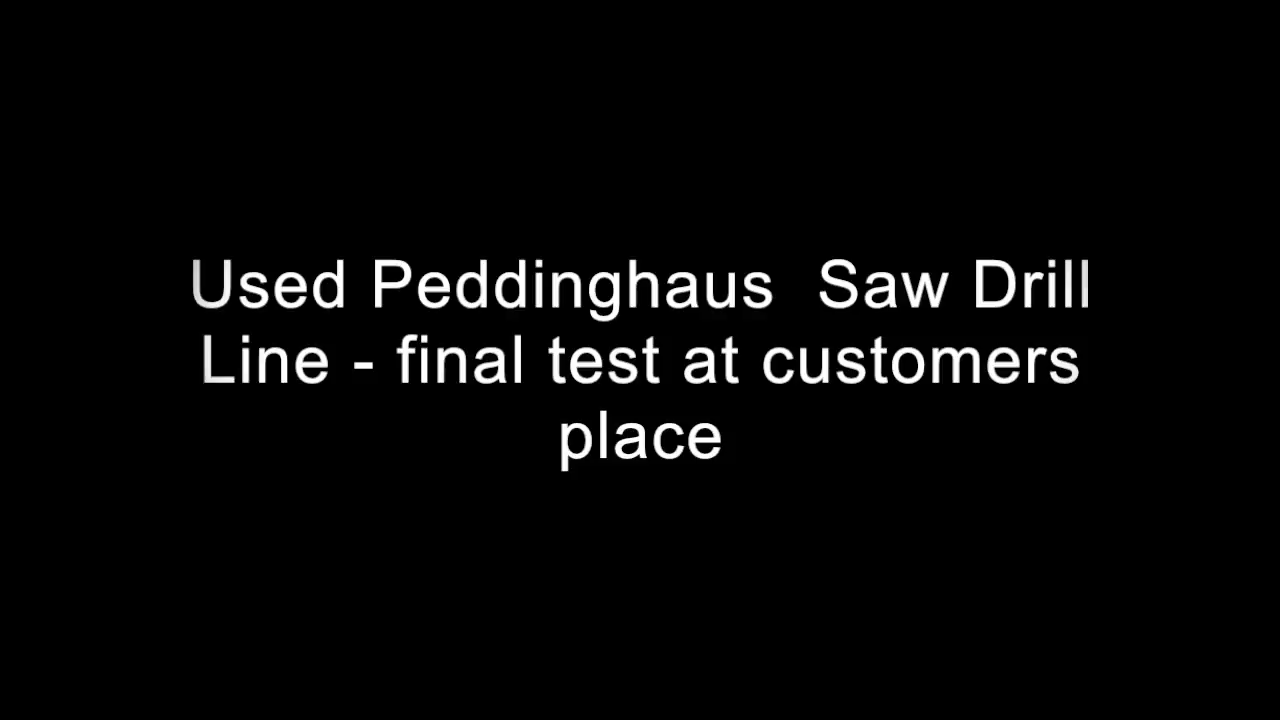 Used Peddinghaus  Saw Drill
Line - final test at customers
place